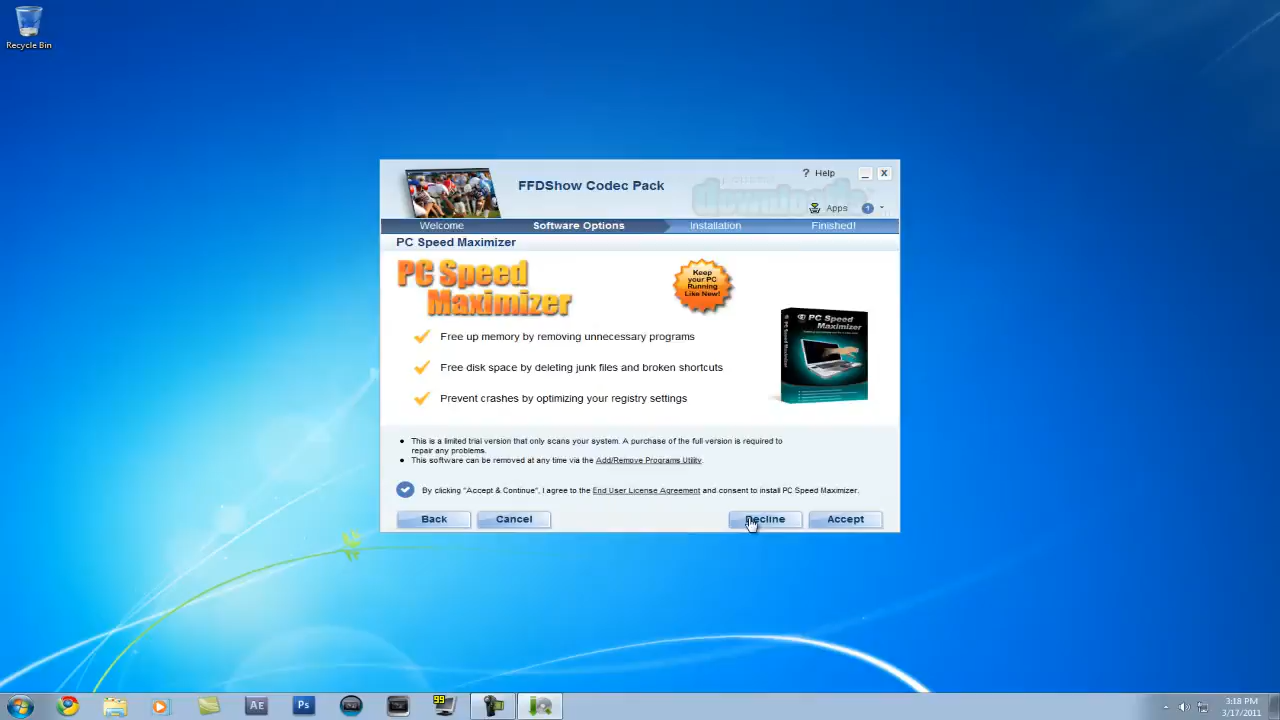 Recycle Bin
FFDShow Codec Pack
? Help
_ X
Apps
Welcome
Software Options
Installation
Finished!
PC Speed Maximizer
PC Speed
Maximizer
Keep
your PC
Running
Like New!
PC Speed
Maximizer
Free up memory by removing unnecessary programs
Free disk space by deleting junk files and broken shortcuts
Prevent crashes by optimizing your registry settings
This is a limited trial version that only scans your system. A purchase of the full version is required to
repair any problems.
This software can be removed at any time via the Add/Remove Programs Utility.
By clicking "Accept & Continue", I agree to the End User License Agreement and consent to install PC Speed Maximizer.
Back
Cancel
Decline
Accept
AE
Ps
99
3:18 PM
3/17/2011